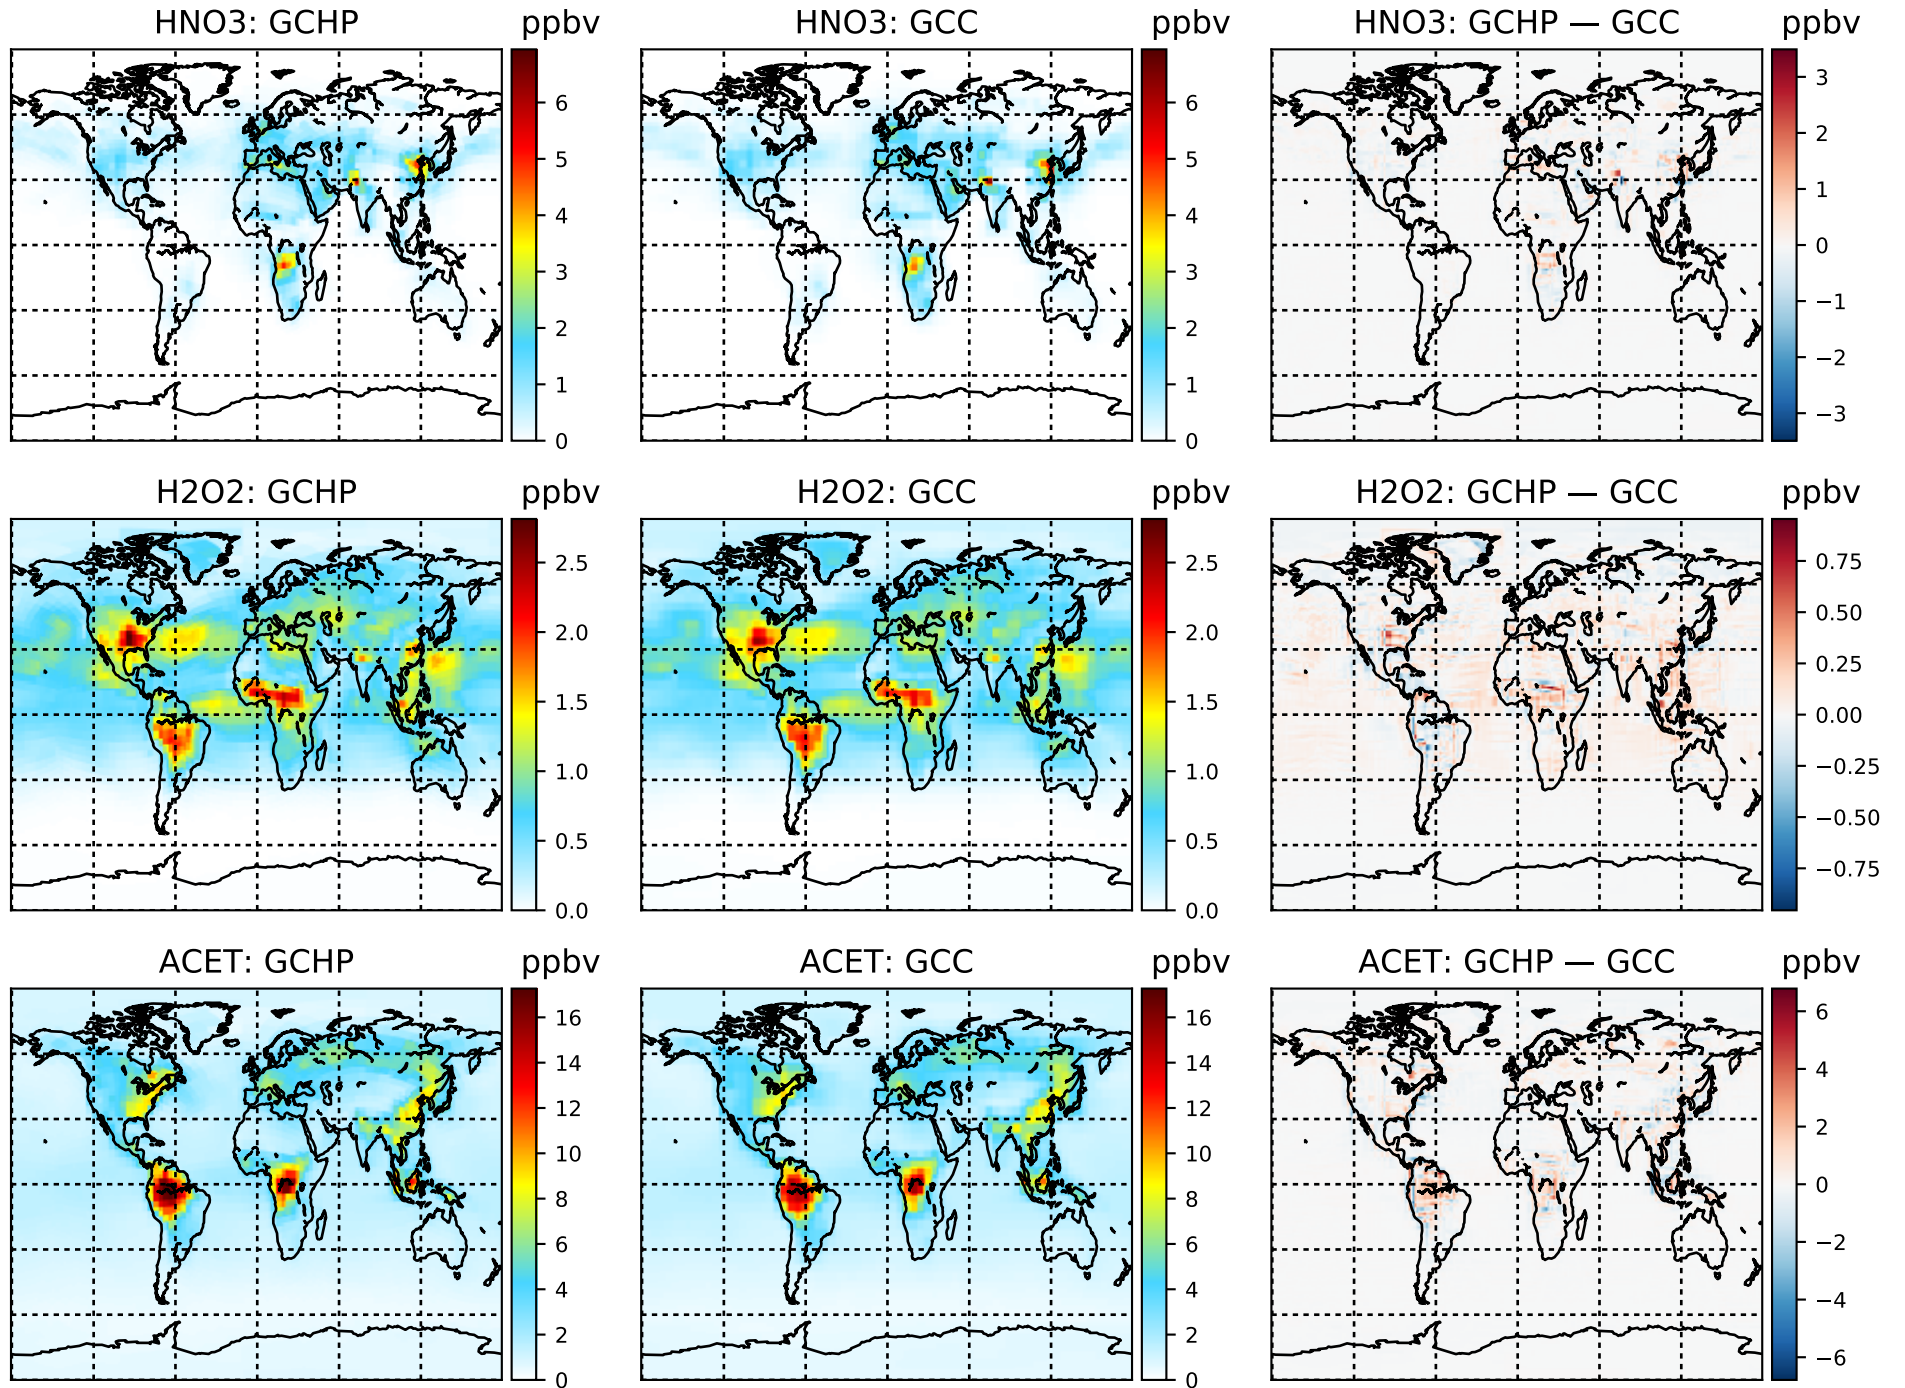 HNO3: GCHP ppbv HNO3: GCC ppbv HNO3: GCHP — GCC ppbv
6 6 3
5 5 2
4 4 1
3 3 0
2 2 −1
1 1 −2
0 0 −3
H2O2: GCHP ppbv H2O2: GCC ppbv H2O2: GCHP — GCC ppbv
2.5 2.5 0.75
2.0 2.0 0.50
1.5 1.5 0.25
1.0 1.0 0.00
0.5 0.5 −0.25
0.0 0.0 −0.50
−0.75
ACET: GCHP ppbv ACET: GCC ppbv ACET: GCHP — GCC ppbv
16 16 6
14 14 4
12 12 2
10 10 0
8 8 −2
6 6 −4
4 4 −6
2 2
0 0